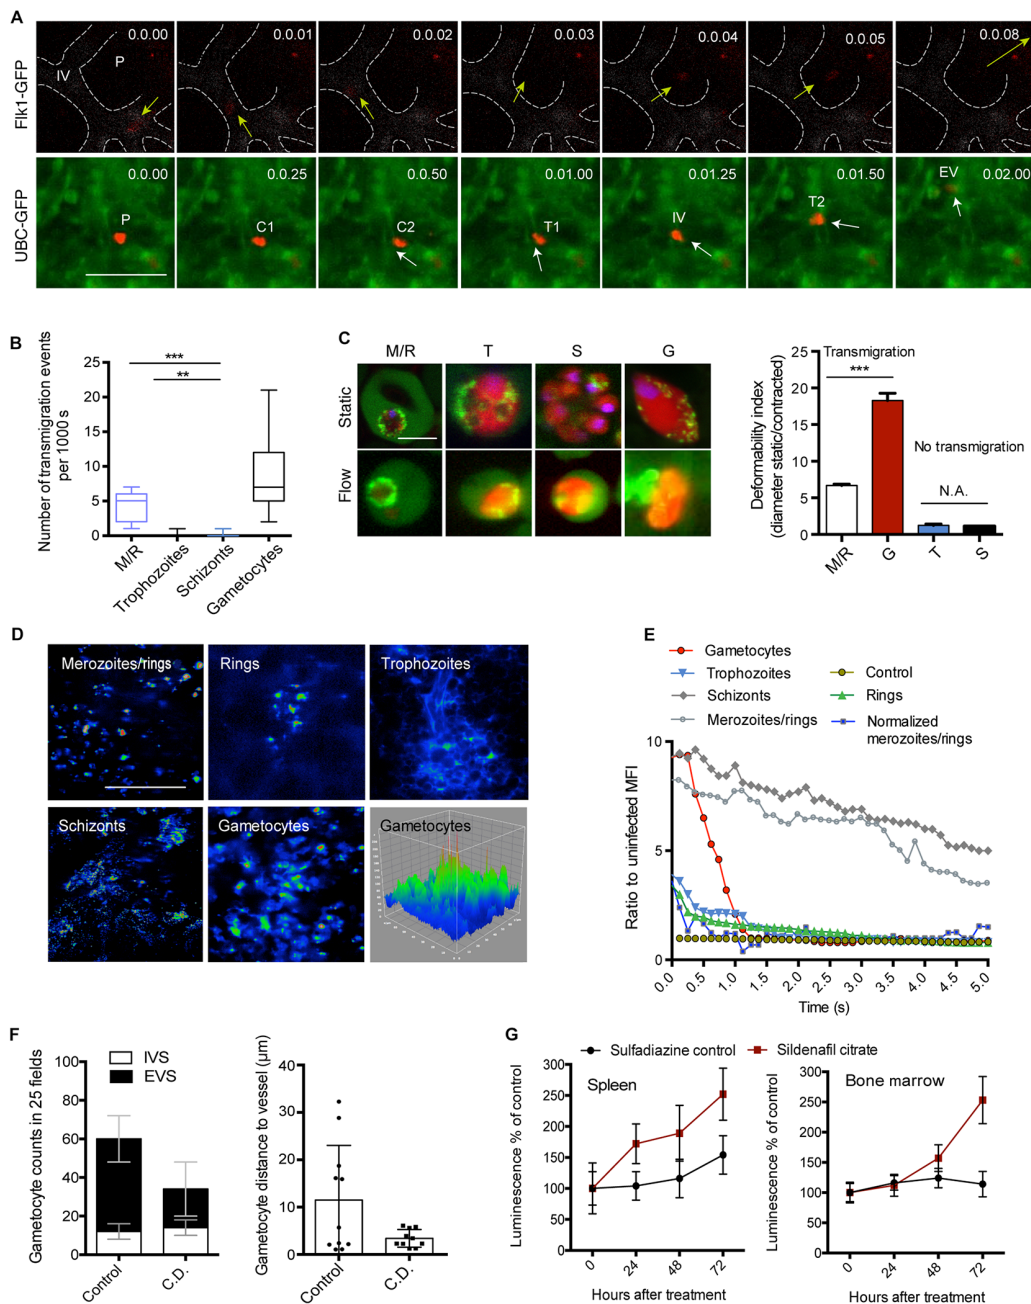 A
Flk1-GFP
0.0.00
0.0.01
0.0.02
0.0.03
0.0.04
0.0.05
0.0.08
IV
P
UBC-GFP
0.0.00
0.0.25
0.0.50
0.01.00
0.01.25
0.01.50
0.02.00
P
C1
C2
T1
IV
T2
EV
B
Number of transmigration events
per 1000 s
25
20
15
10
5
0
***
**
M/R
Trophozoites
Schizonts
Gametocytes
C
M/R
T
S
G
Static
Flow
Deformability index
(diameter static/contracted)
25
20
15
10
5
0
Transmigration
***
No transmigration
N.A.
M/R
G
T
S
D
Merozoites/rings
Rings
Trophozoites
Schizonts
Gametocytes
Gametocytes
E
Gametocytes
Trophozoites
Schizonts
Merozoites/rings
Control
Rings
Normalized
merozoites/rings
Ratio to uninfected MFI
10
5
0
0.0
0.5
1.0
1.5
2.0
2.5
3.0
3.5
4.0
4.5
5.0
Time (s)
F
IVS
EVS
Gametocyte counts in 25 fields
100
80
60
40
20
0
Control
C.D.
Gametocyte distance to vessel (μm)
40
30
20
10
0
Control
C.D.
G
Sulfadiazine control
Sildenafil citrate
Spleen
Luminescence % of control
300
250
200
150
100
50
0
0
24
48
72
Hours after treatment
Bone marrow
Luminescence % of control
300
250
200
150
100
50
0
0
24
48
72
Hours after treatment